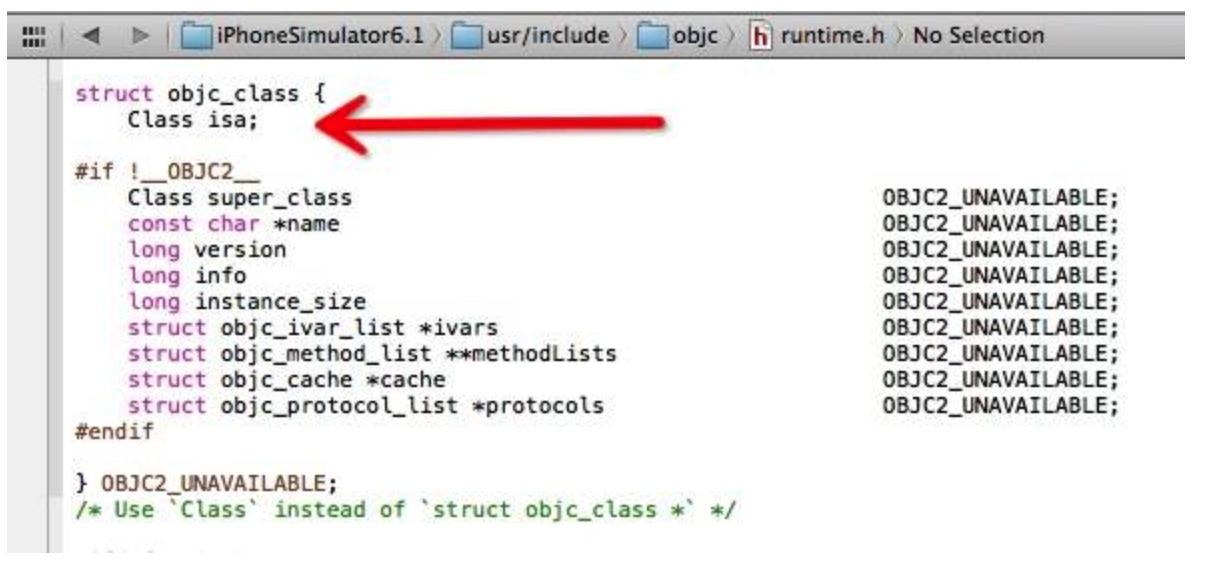 iPhoneSimulator6.1 usr/include objc h runtime.h No Selection
struct objc_class {
Class isa;
#if !__OBJC2__
Class super_class OBJC2_UNAVAILABLE;
const char *name OBJC2_UNAVAILABLE;
long version OBJC2_UNAVAILABLE;
long info OBJC2_UNAVAILABLE;
long instance_size OBJC2_UNAVAILABLE;
struct objc_ivar_list *ivars OBJC2_UNAVAILABLE;
struct objc_method_list **methodLists OBJC2_UNAVAILABLE;
struct objc_cache *cache OBJC2_UNAVAILABLE;
struct objc_protocol_list *protocols OBJC2_UNAVAILABLE;
#endif
} OBJC2_UNAVAILABLE;
/* Use `Class` instead of `struct objc_class *` */